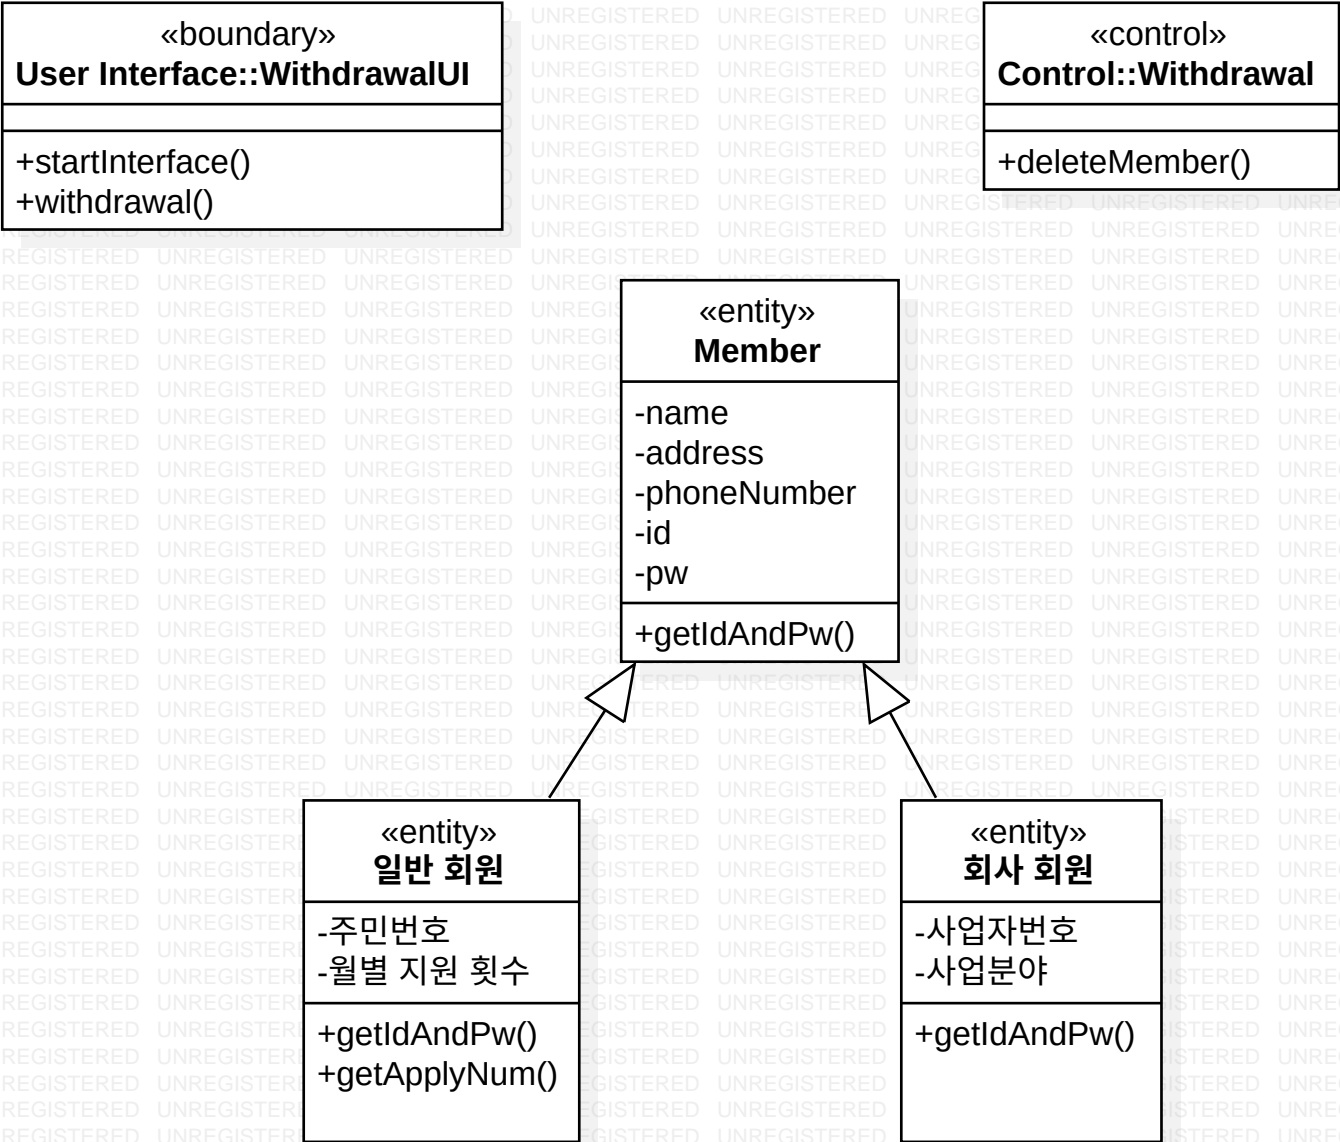 «boundary»
User Interface::WithdrawalUI
+startInterface()
+withdrawal()
«control»
Control::Withdrawal
+deleteMember()
«entity»
Member
-name
-address
-phoneNumber
-id
-pw
+getIdAndPw()
«entity»
일반 회원
-주민번호
-월별 지원 횟수
+getIdAndPw()
+getApplyNum()
«entity»
회사 회원
-사업자번호
-사업분야
+getIdAndPw()
UNREGISTERED